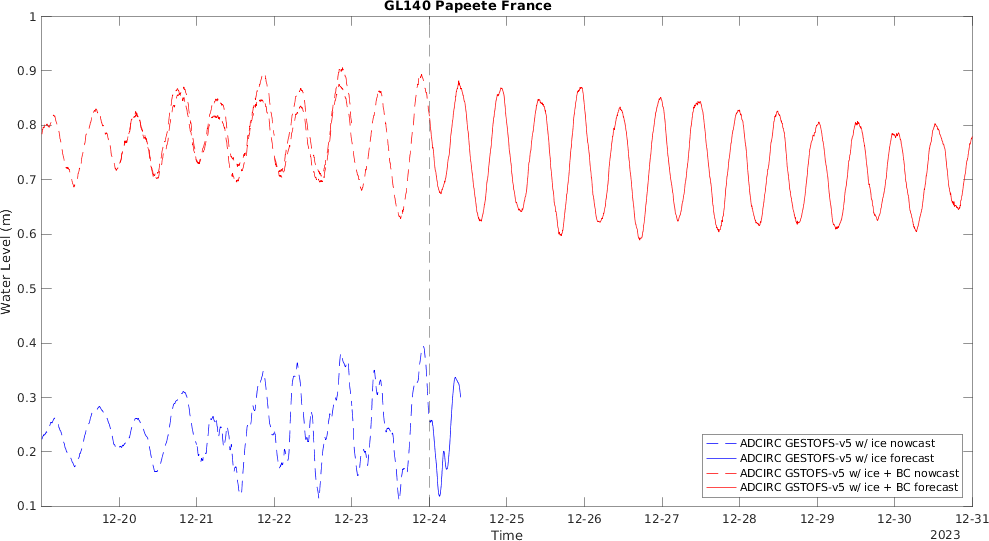 GL140 Papeete France
Water Level (m)
1
0.9
0.8
0.7
0.6
0.5
0.4
0.3
0.2
0.1
12-20 12-21 12-22 12-23 12-24 12-25 12-26 12-27 12-28 12-29 12-30 12-31
Time
2023
ADCIRC GESTOFS-v5 w/ ice nowcast
ADCIRC GESTOFS-v5 w/ ice forecast
ADCIRC GSTOFS-v5 w/ ice + BC nowcast
ADCIRC GSTOFS-v5 w/ ice + BC forecast